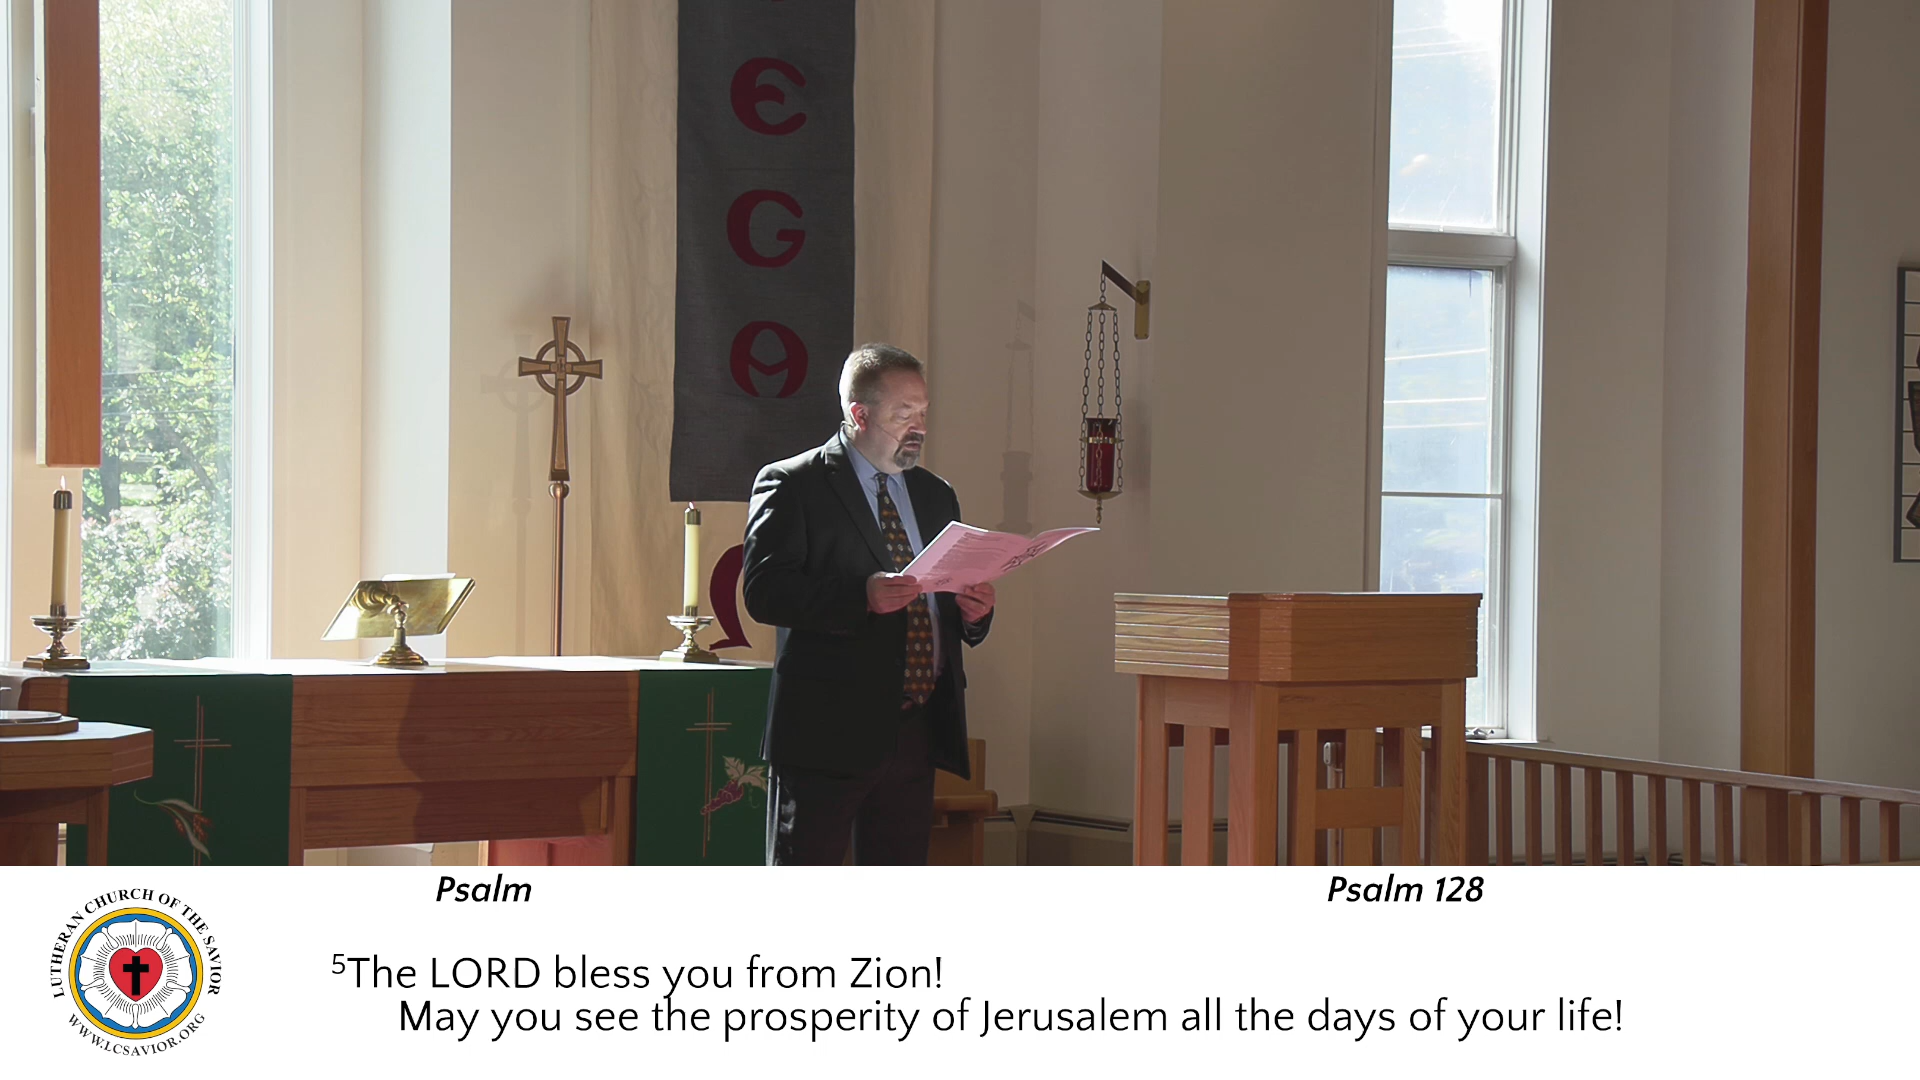 E
G
A
Psalm
Psalm 128
5The LORD bless you from Zion!
May you see the prosperity of Jerusalem all the days of your life!
LUTHERAN CHURCH OF THE SAVIOR
WWW.LCSAVIOR.ORG